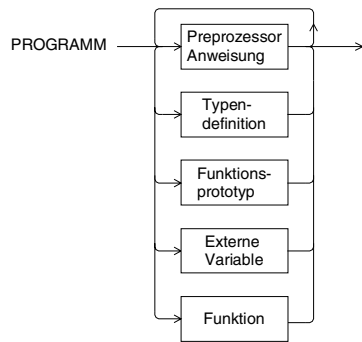 PROGRAMM
Preprozessor
Anweisung
Typen-
definition
Funktions-
prototyp
Externe
Variable
Funktion